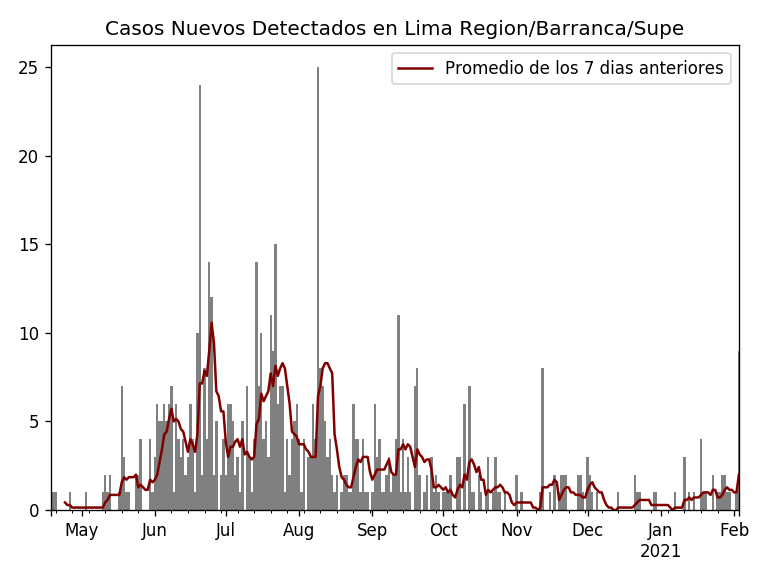 Casos Nuevos Detectados en Lima Region/Barranca/Supe
Promedio de los 7 dias anteriores
25
20
15
10
5
0
May Jun Jul Aug Sep Oct Nov Dec Jan Feb
2021